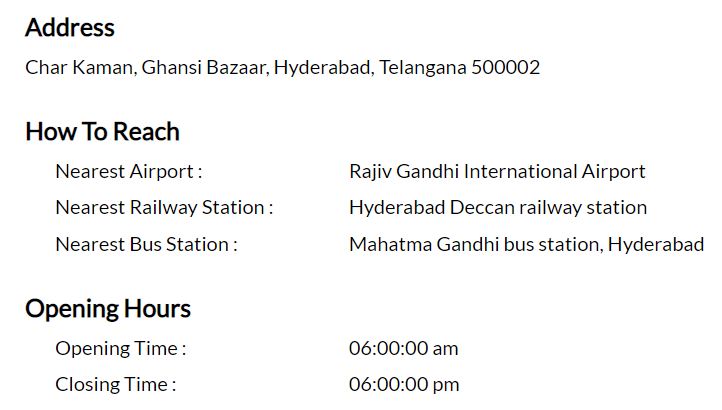 Address
Char Kaman, Ghansi Bazaar, Hyderabad, Telangana 500002
How To Reach
Nearest Airport : Rajiv Gandhi International Airport
Nearest Railway Station : Hyderabad Deccan railway station
Nearest Bus Station : Mahatma Gandhi bus station, Hyderabad
Opening Hours
Opening Time : 06:00:00 am
Closing Time : 06:00:00 pm